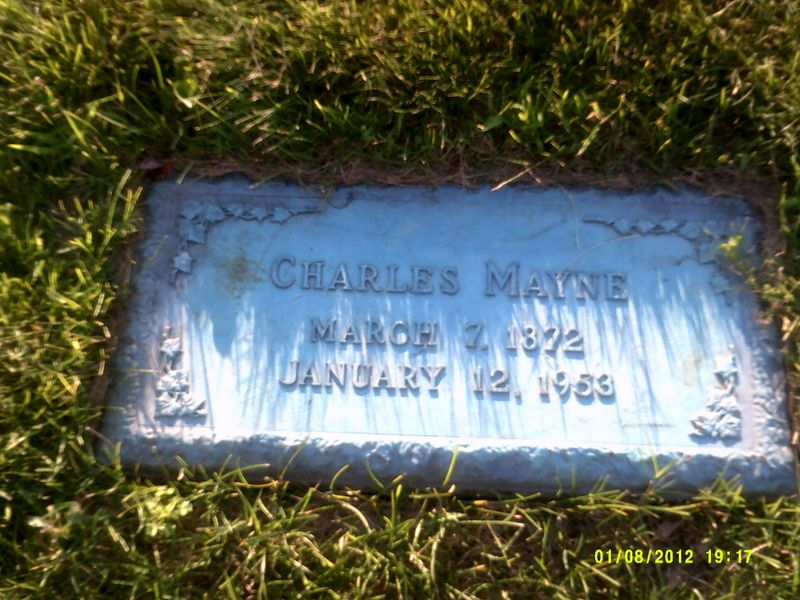 CHARLES MAYNE
MARCH 7, 1872
JANUARY 12, 1953
01/08/2012 19:17